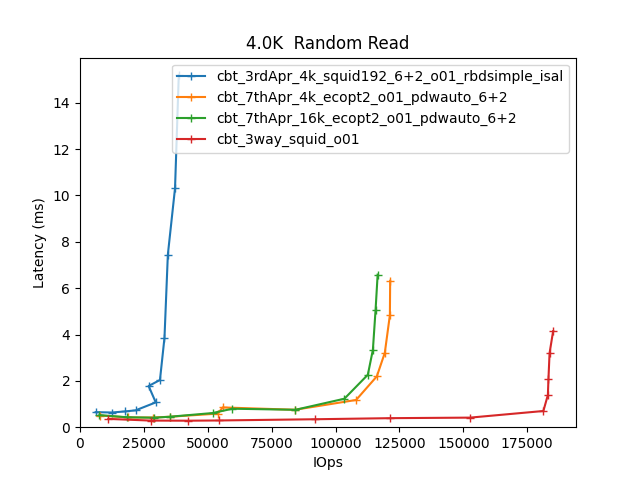 4.0K  Random Read
cbt_3rdApr_4k_squid192_6+2_o01_rbdsimple_isal
cbt_7thApr_4k_ecopt2_o01_pdwauto_6+2
cbt_7thApr_16k_ecopt2_o01_pdwauto_6+2
cbt_3way_squid_o01
Latency (ms)
14
12
10
8
6
4
2
0
0 25000 50000 75000 100000 125000 150000 175000
IOps